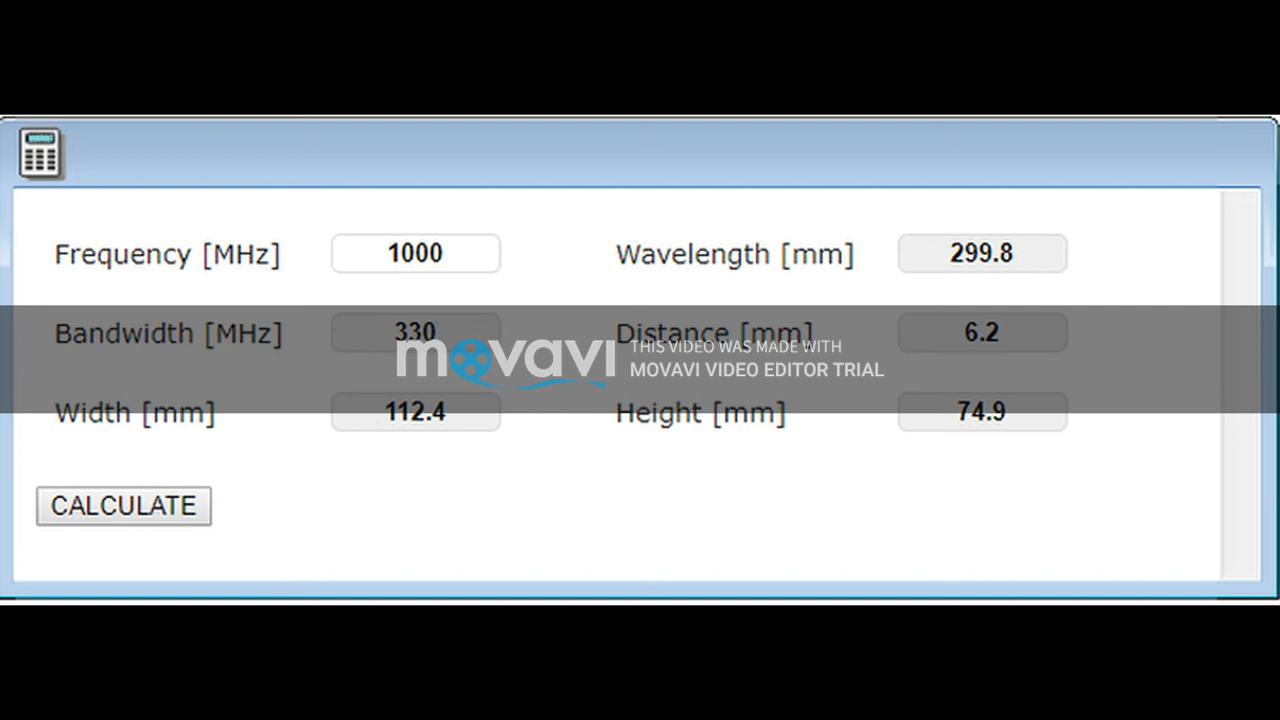 Frequency [MHz] 1000 Wavelength [mm] 299.8
Bandwidth [MHz] 330 Distance [mm] 6.2
movavi THIS VIDEO WAS MADE WITH
MOVAVI VIDEO EDITOR TRIAL
Width [mm] 112.4 Height [mm] 74.9
CALCULATE